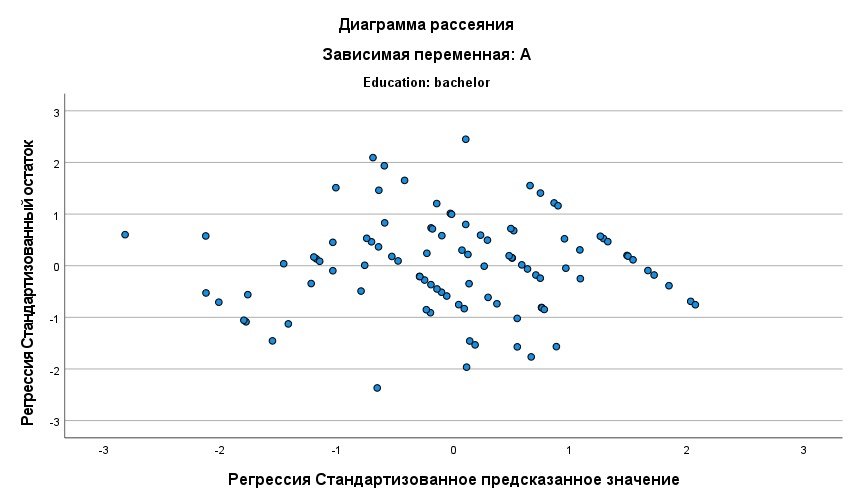 Диаграмма рассеяния
Зависимая переменная: A
Education: bachelor
Регрессия Стандартизованный остаток
3
2
1
0
-1
-2
-3
-3
-2
-1
0
1
2
3
Регрессия Стандартизованное предсказанное значение